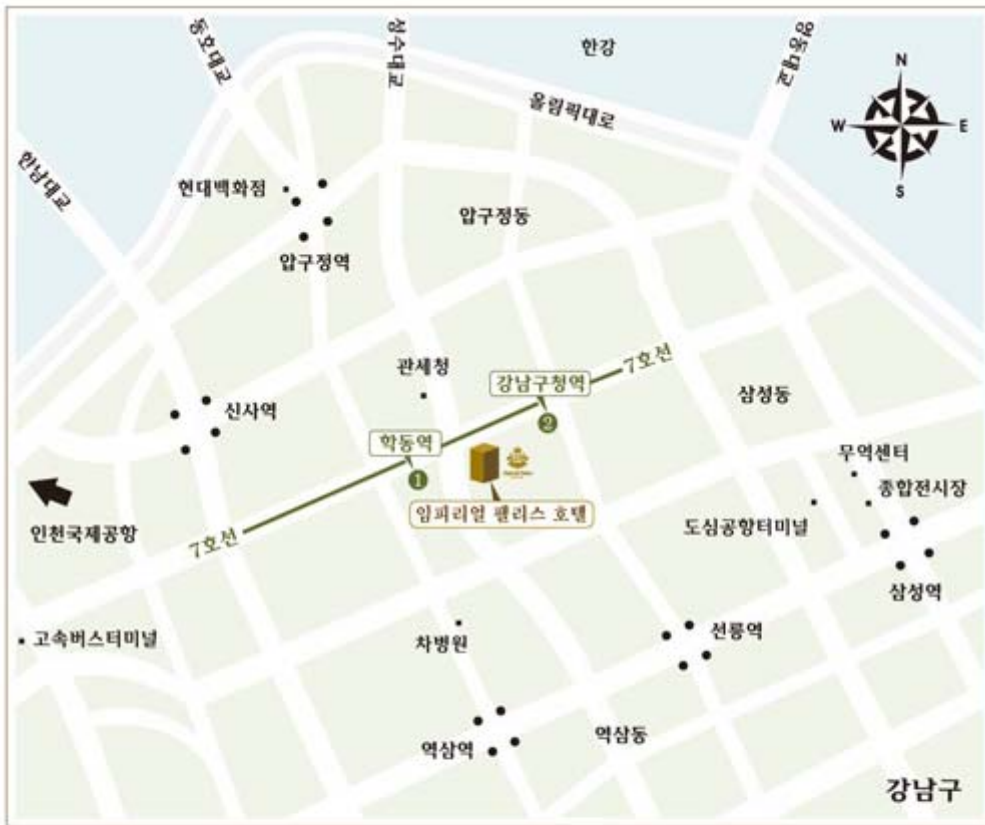 동호대교
성수대교
영동대교
한강
올림픽대로
N
W
E
S
한남대교
현대백화점
압구정동
압구정역
관세청
7호선
강남구청역
삼성동
신사역
2
학동역
무역센터
1
종합전시장
임피리얼 팰리스 호텔
도심공항터미널
인천국제공항
7호선
삼성역
고속버스터미널
차병원
선릉역
역삼역
역삼동
강남구